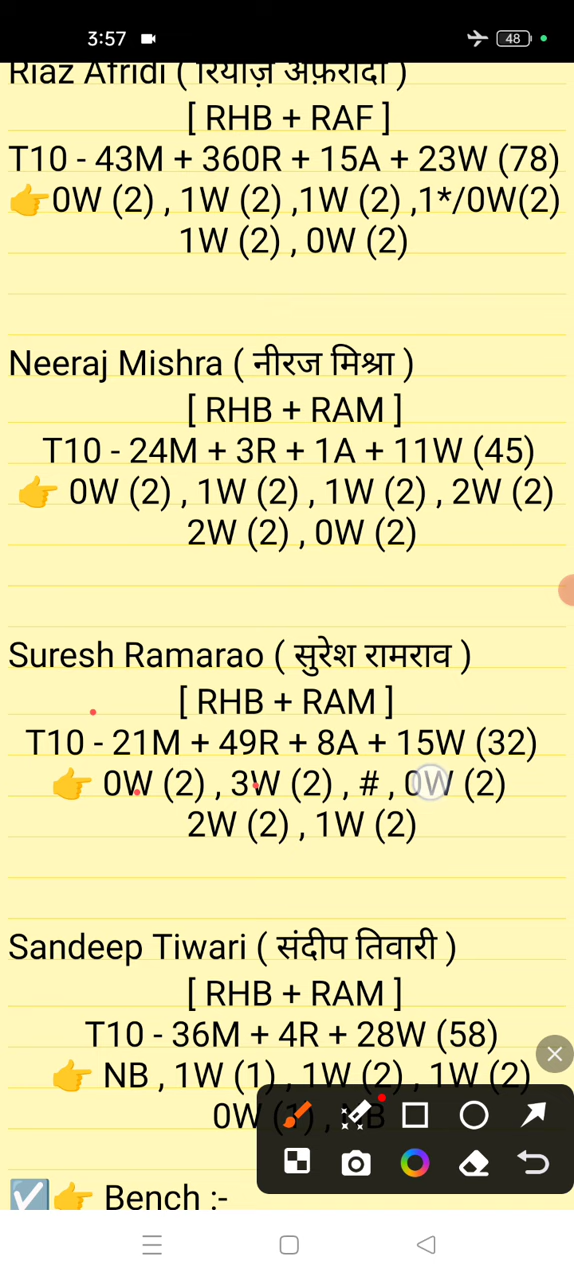 3:57
48
Riaz Afridi ( रियाज़ अफ़रीदी )
[ RHB + RAF ]
T10 - 43M + 360R + 15A + 23W (78)
👉0W (2) , 1W (2) ,1W (2) ,1*/0W(2)
1W (2) , 0W (2)
Neeraj Mishra ( नीरज मिश्रा )
[ RHB + RAM ]
T10 - 24M + 3R + 1A + 11W (45)
👉 0W (2) , 1W (2) , 1W (2) , 2W (2)
2W (2) , 0W (2)
Suresh Ramarao ( सुरेश रामराव )
[ RHB + RAM ]
T10 - 21M + 49R + 8A + 15W (32)
👉 0W (2) , 3W (2) , # , 0W (2)
2W (2) , 1W (2)
Sandeep Tiwari ( संदीप तिवारी )
[ RHB + RAM ]
T10 - 36M + 4R + 28W (58)
👉 NB , 1W (1) , 1W (2) , 1W (2)
0W (1) , NB
☑️👉 Bench :-